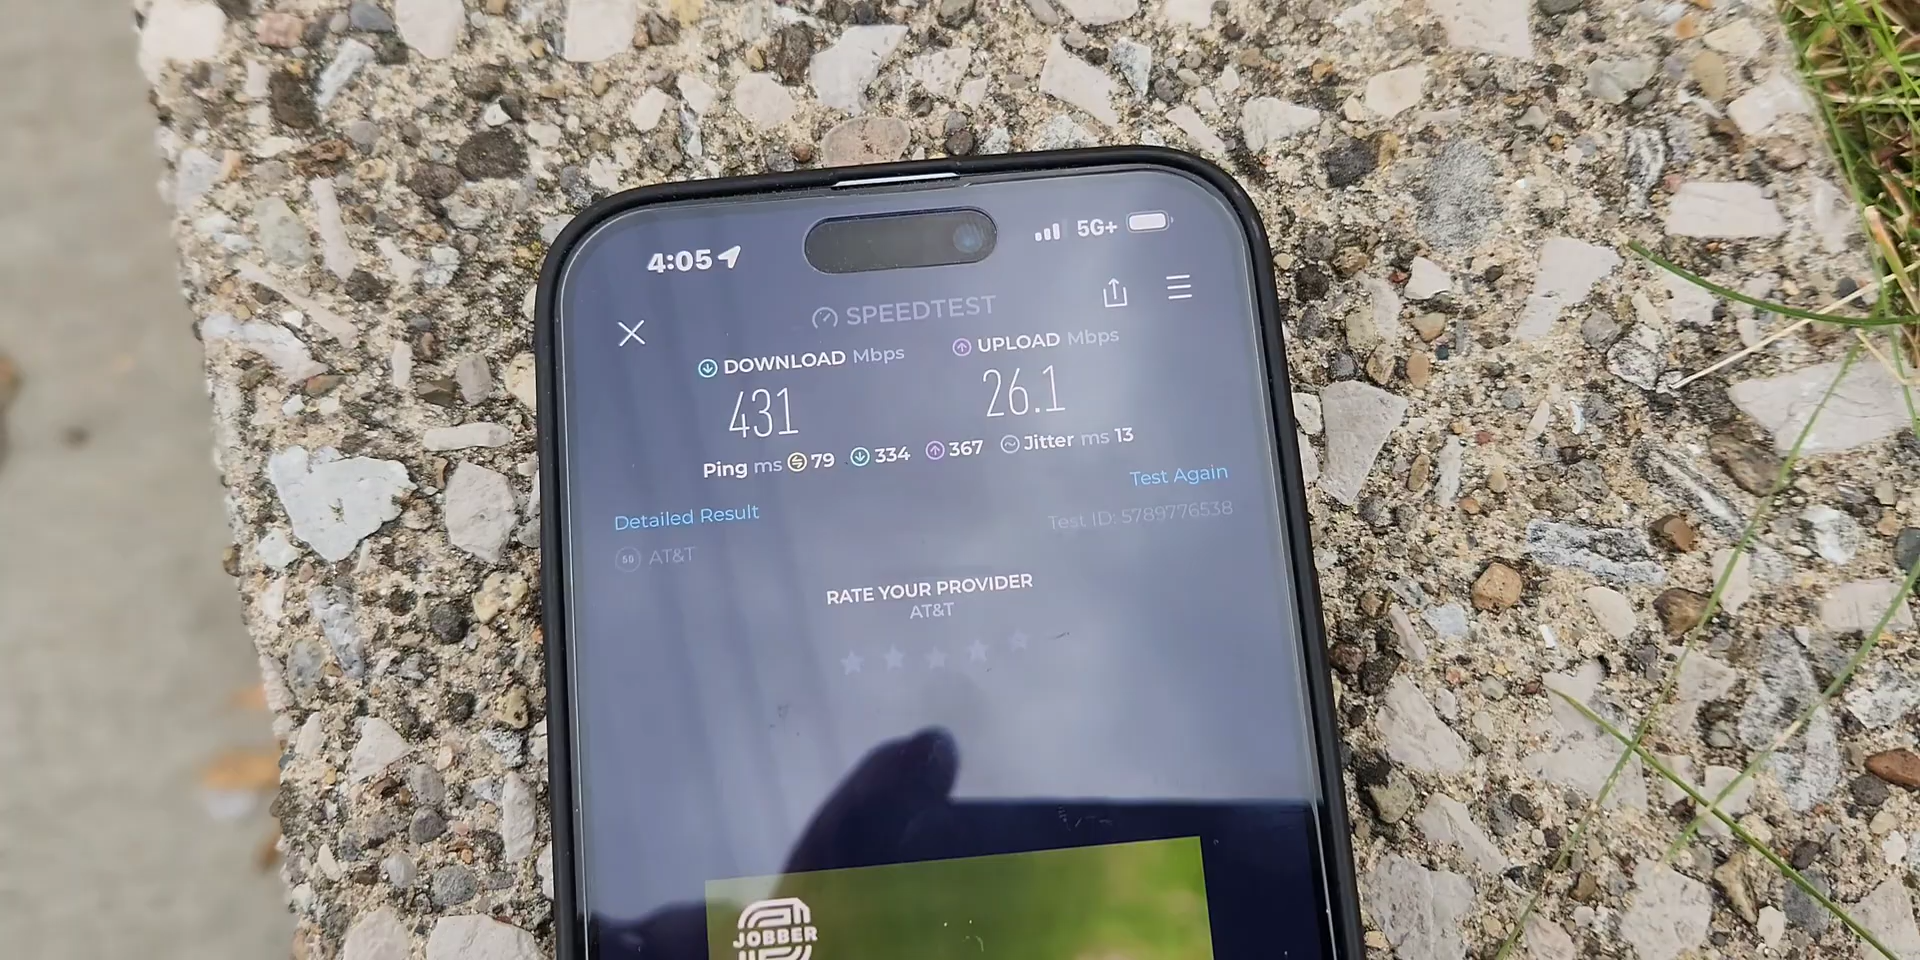 4:05
5G+
SPEEDTEST
DOWNLOAD Mbps
UPLOAD Mbps
431
26.1
Ping ms 79 334 367 Jitter ms 13
Test Again
Detailed Result
Test ID: 5789776538
5G AT&T
RATE YOUR PROVIDER
AT&T
JOBBER